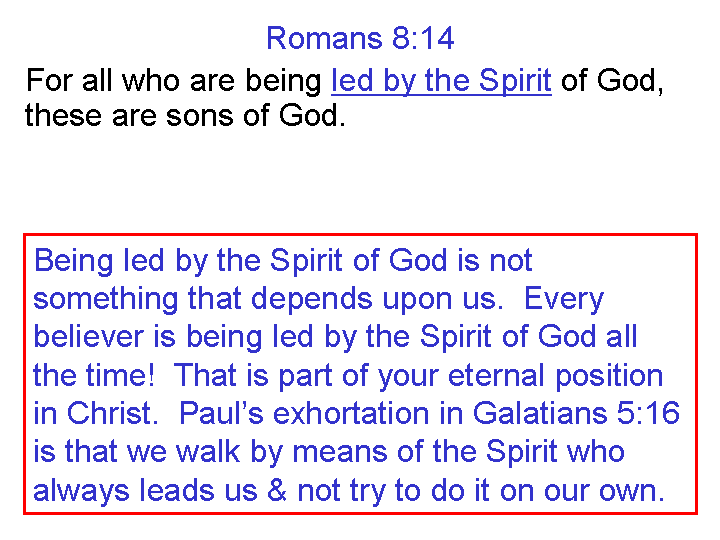 Romans 8:14
For all who are being led by the Spirit of God,
these are sons of God.
Being led by the Spirit of God is not
something that depends upon us.  Every
believer is being led by the Spirit of God all
the time!  That is part of your eternal position
in Christ.  Paul’s exhortation in Galatians 5:16
is that we walk by means of the Spirit who
always leads us & not try to do it on our own.